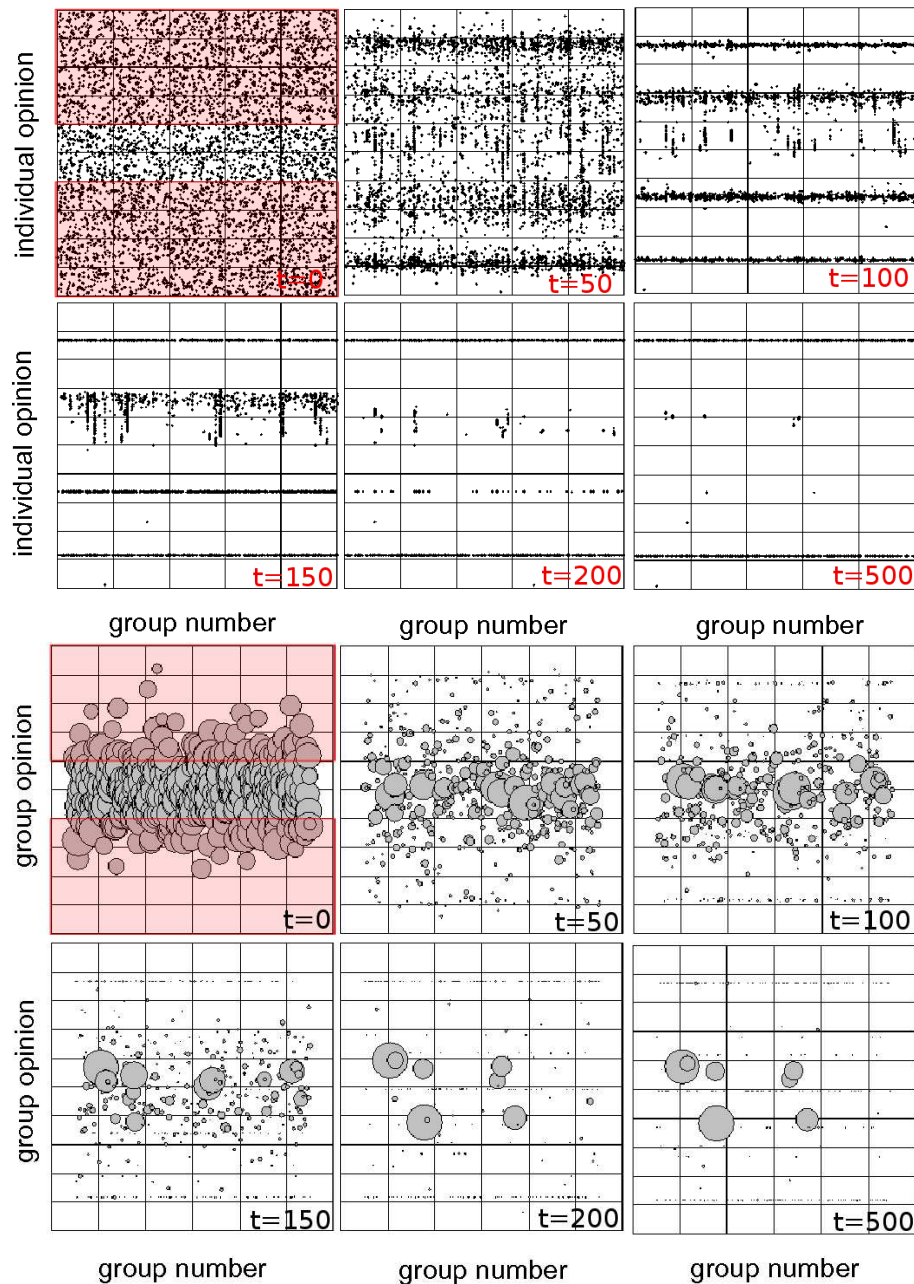 individual opinion
t=0
t=50
t=100
individual opinion
t=150
t=200
t=500
group number
group number
group number
group opinion
t=0
t=50
t=100
group opinion
t=150
t=200
t=500
group number
group number
group number